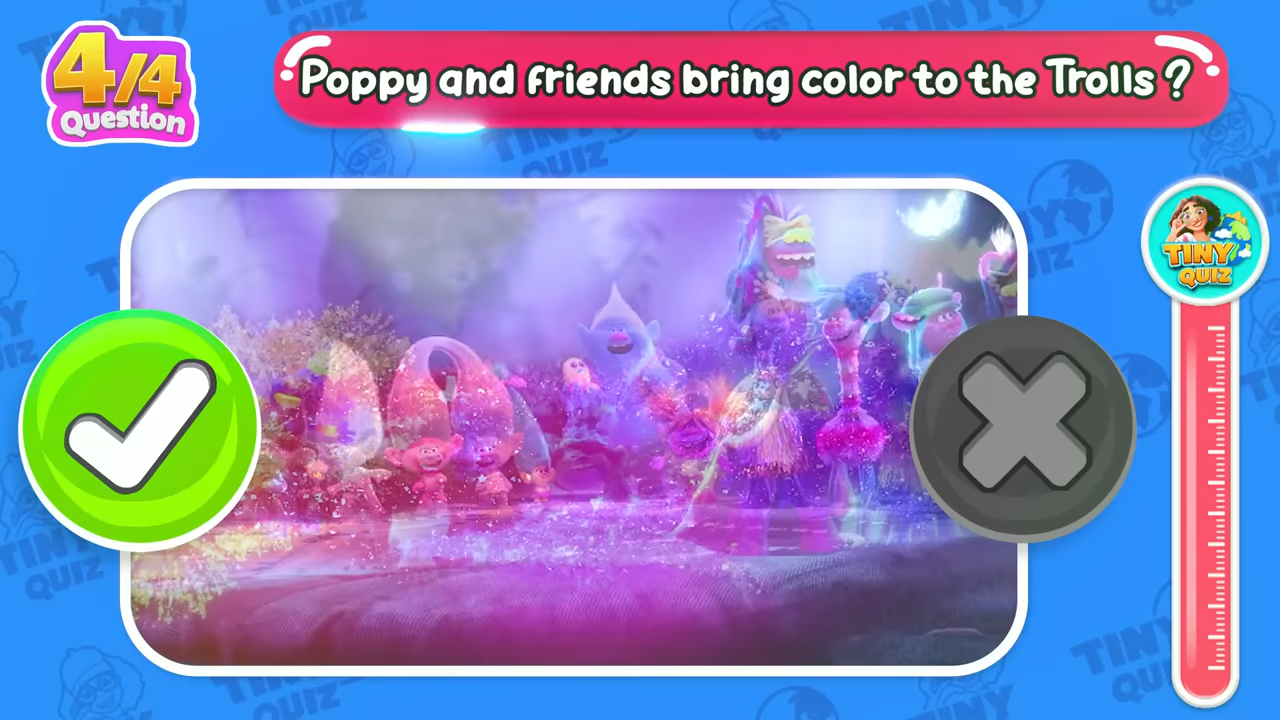 4/4
Question
Poppy and friends bring color to the Trolls ?
TINY
QUIZ